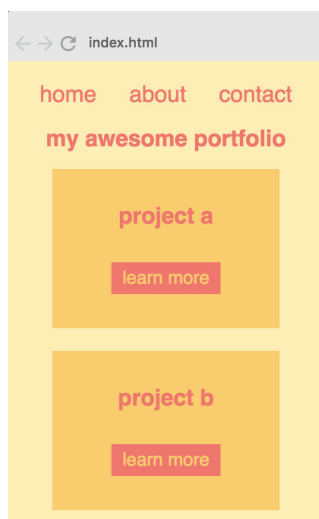 index.html
home about contact
my awesome portfolio
project a
learn more
project b
learn more